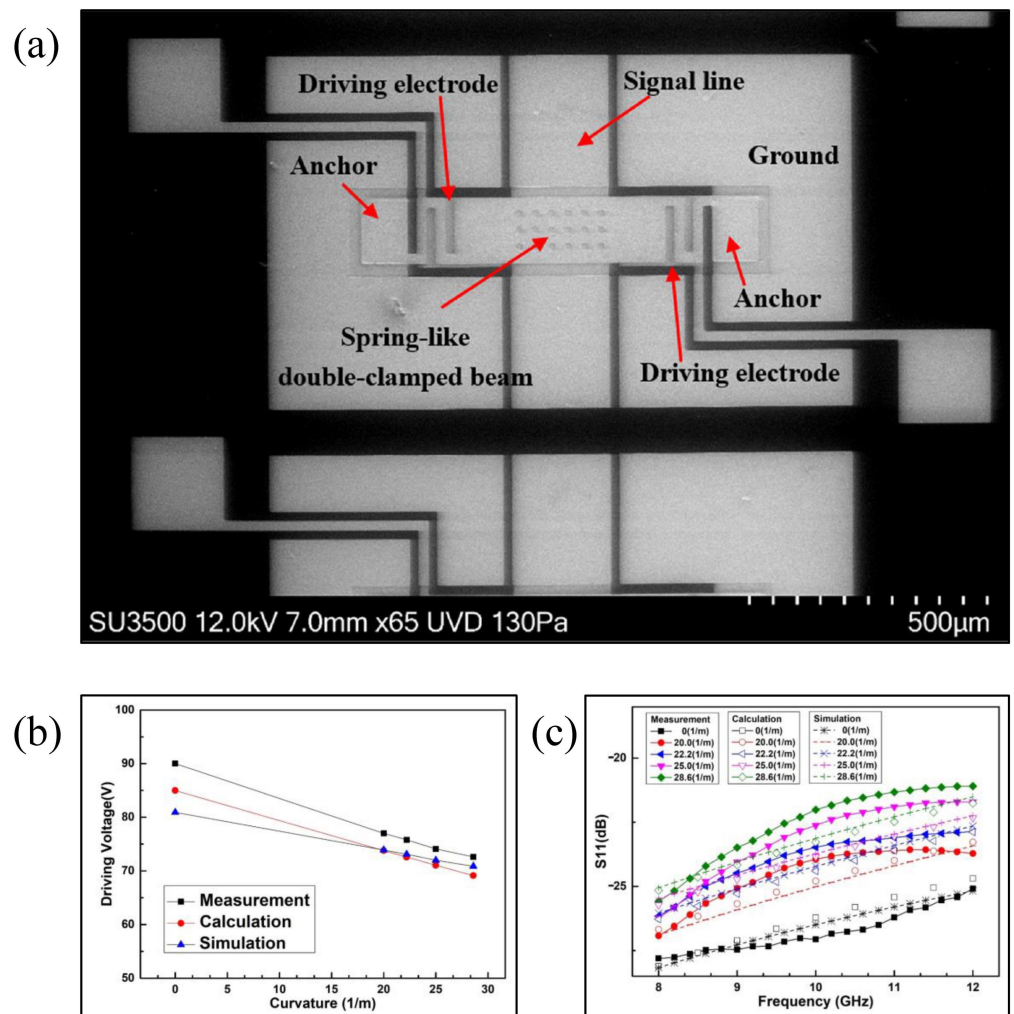 (a)
Driving electrode
Signal line
Anchor
Ground
Spring-like
double-clamped beam
Anchor
Driving electrode
SU3500 12.0kV 7.0mm x65 UVD 130Pa
500μm
(b)
100
90
80
70
60
50
Driving Voltage(V)
Measurement
Calculation
Simulation
0 5 10 15 20 25 30
Curvature (1/m)
(c)
Measurement Calculation Simulation
0(1/m) 0(1/m) 0(1/m)
20.0(1/m) 20.0(1/m) 20.0(1/m)
22.2(1/m) 22.2(1/m) 22.2(1/m)
25.0(1/m) 25.0(1/m) 25.0(1/m)
28.6(1/m) 28.6(1/m) 28.6(1/m)
-20
-25
S11(dB)
8 9 10 11 12
Frequency (GHz)